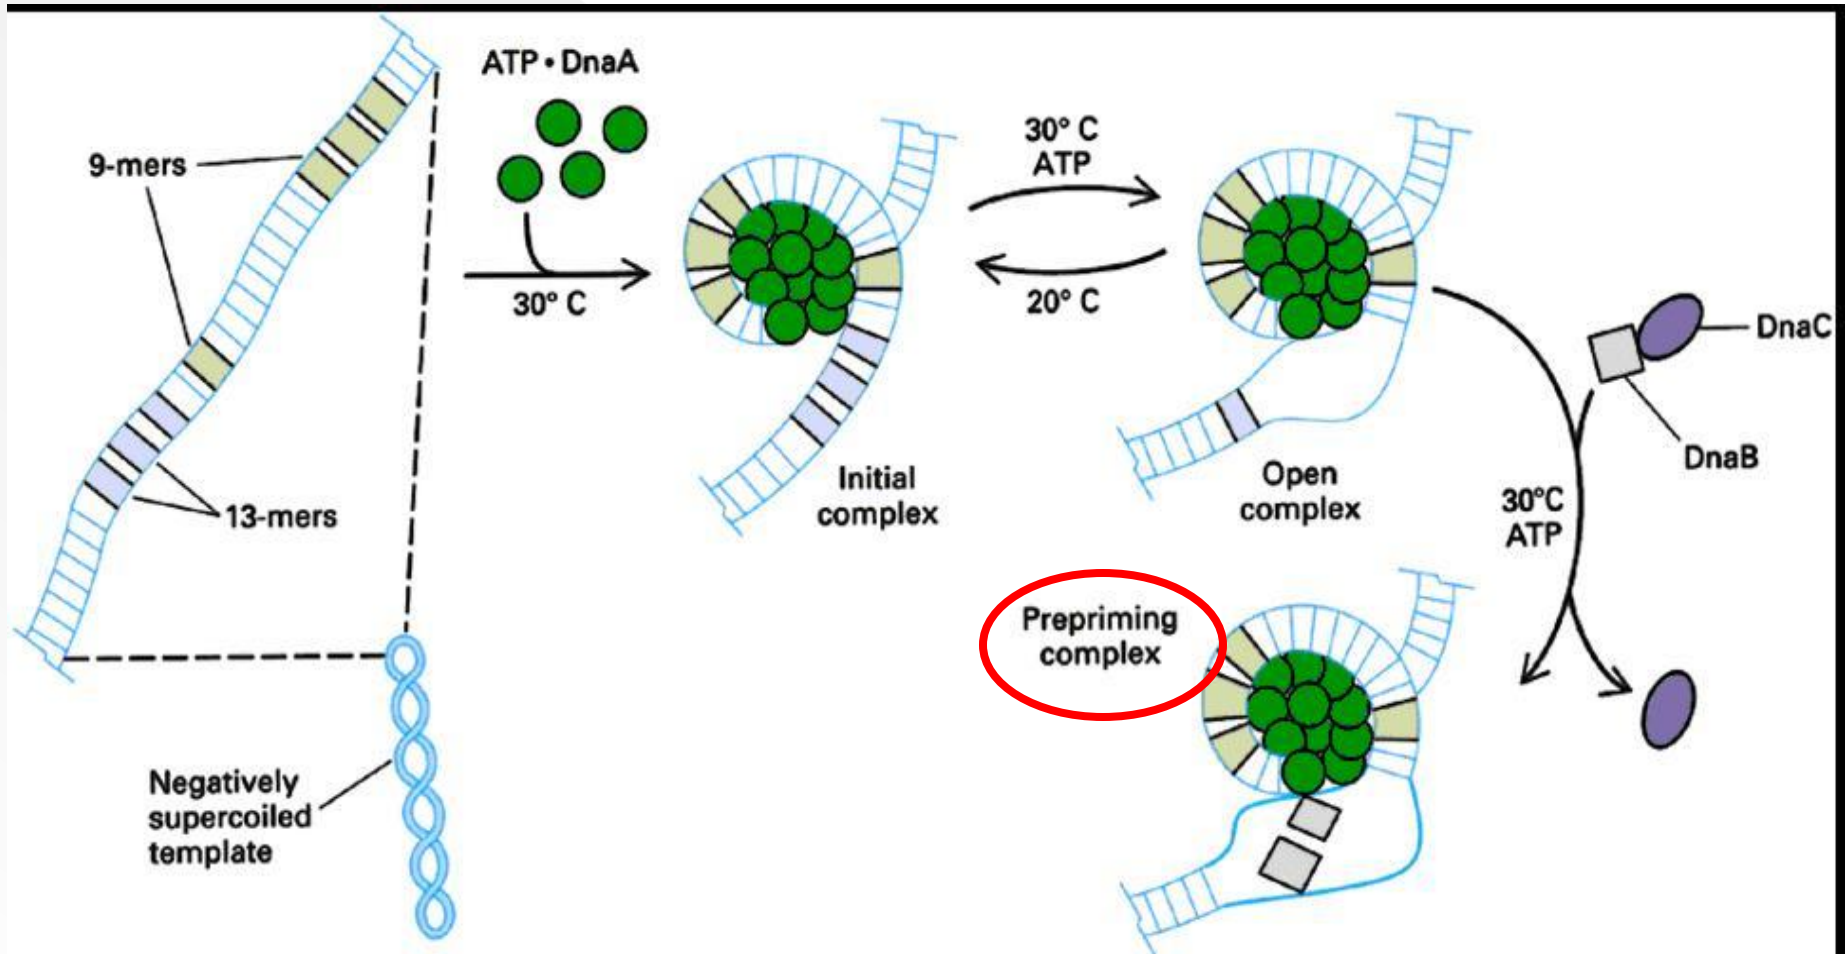 ATP • DnaA
9-mers
30° C
13-mers
Negatively
supercoiled
template
Initial
complex
30° C
ATP
20° C
Open
complex
DnaC
DnaB
30°C
ATP
Prepriming
complex